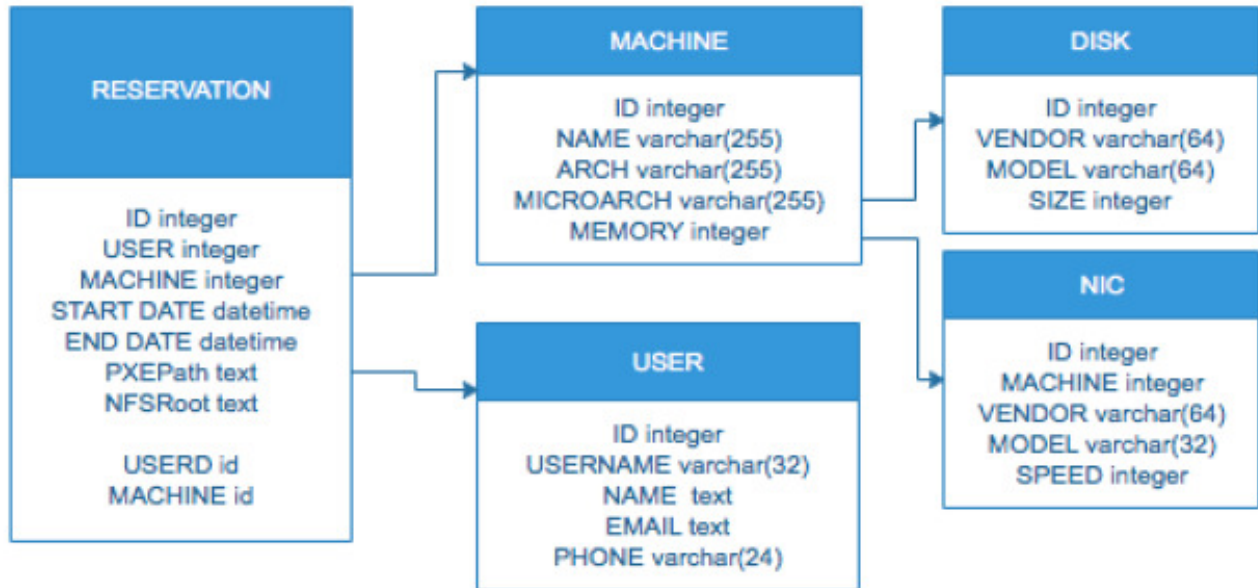 RESERVATION
ID integer
USER integer
MACHINE integer
START DATE datetime
END DATE datetime
PXEPath text
NFSRoot text
USERD id
MACHINE id
MACHINE
ID integer
NAME varchar(255)
ARCH varchar(255)
MICROARCH varchar(255)
MEMORY integer
USER
ID integer
USERNAME varchar(32)
NAME text
EMAIL text
PHONE varchar(24)
DISK
ID integer
VENDOR varchar(64)
MODEL varchar(64)
SIZE integer
NIC
ID integer
MACHINE integer
VENDOR varchar(64)
MODEL varchar(32)
SPEED integer